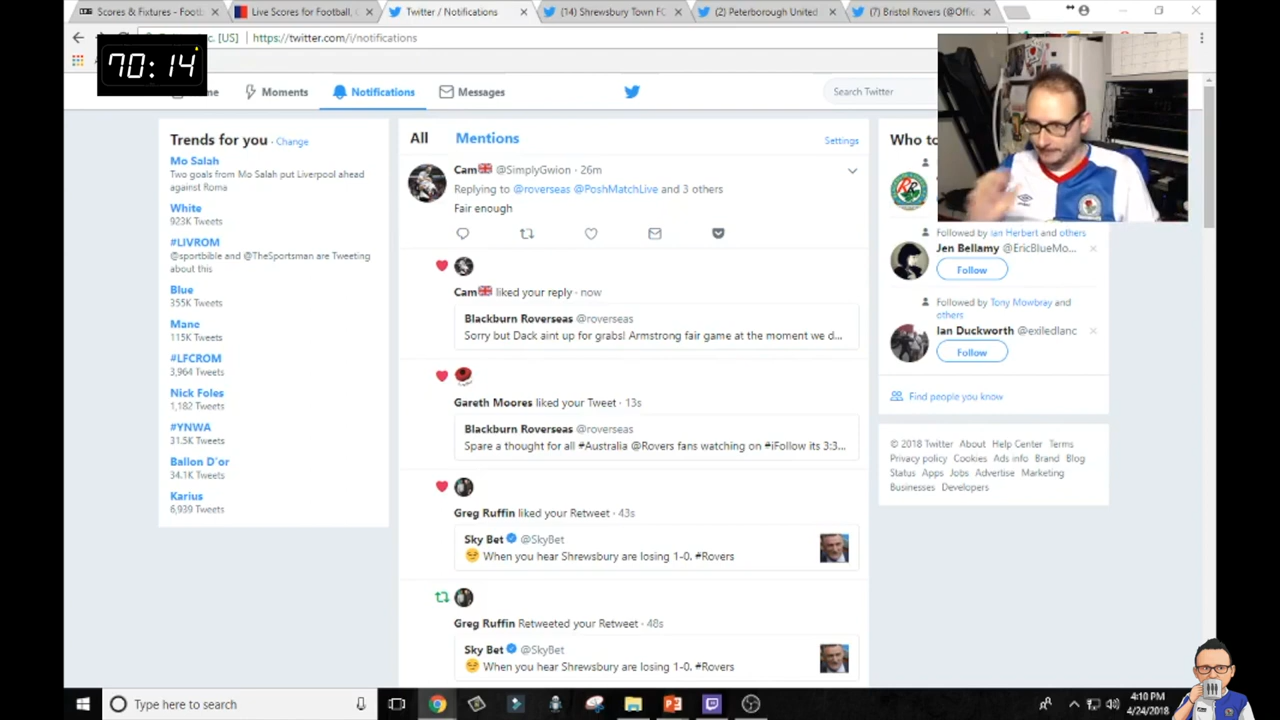 Scores & Fixtures - Footb
Live Scores for Football,
Twitter / Notifications
(14) Shrewsbury Town FC
(2) Peterborough United
(7) Bristol Rovers (@Offic
[US]
https://twitter.com/i/notifications
70:14
Moments
Notifications
Messages
Search Twitter
Trends for you · Change
Mo Salah
Two goals from Mo Salah put Liverpool ahead
against Roma
White
923K Tweets
#LIVROM
@sportbible and @TheSportsman are Tweeting
about this
Blue
355K Tweets
Mane
115K Tweets
#LFCROM
3,964 Tweets
Nick Foles
1,182 Tweets
#YNWA
31.5K Tweets
Ballon D'or
34.1K Tweets
Karius
6,939 Tweets
All
Mentions
Settings
Cam🇬🇧 @SimplyGwion · 26m
Replying to @roverseas @PoshMatchLive and 3 others
Fair enough
Cam🇬🇧 liked your reply · now
Blackburn Roverseas @roverseas
Sorry but Dack aint up for grabs! Armstrong fair game at the moment we d...
Gareth Moores liked your Tweet · 13s
Blackburn Roverseas @roverseas
Spare a thought for all #Australia @Rovers fans watching on #iFollow its 3:3...
Greg Ruffin liked your Retweet · 43s
Sky Bet @SkyBet
😏 When you hear Shrewsbury are losing 1-0. #Rovers
Greg Ruffin Retweeted your Retweet · 48s
Sky Bet @SkyBet
😏 When you hear Shrewsbury are losing 1-0. #Rovers
Who to
Followed by Ian Herbert and others
Jen Bellamy @EricBlueMo...
Follow
Followed by Tony Mowbray and
others
Ian Duckworth @exiledlanc
Follow
Find people you know
© 2018 Twitter About Help Center Terms
Privacy policy Cookies Ads info Brand Blog
Status Apps Jobs Advertise Marketing
Businesses Developers
Type here to search
4:10 PM
4/24/2018